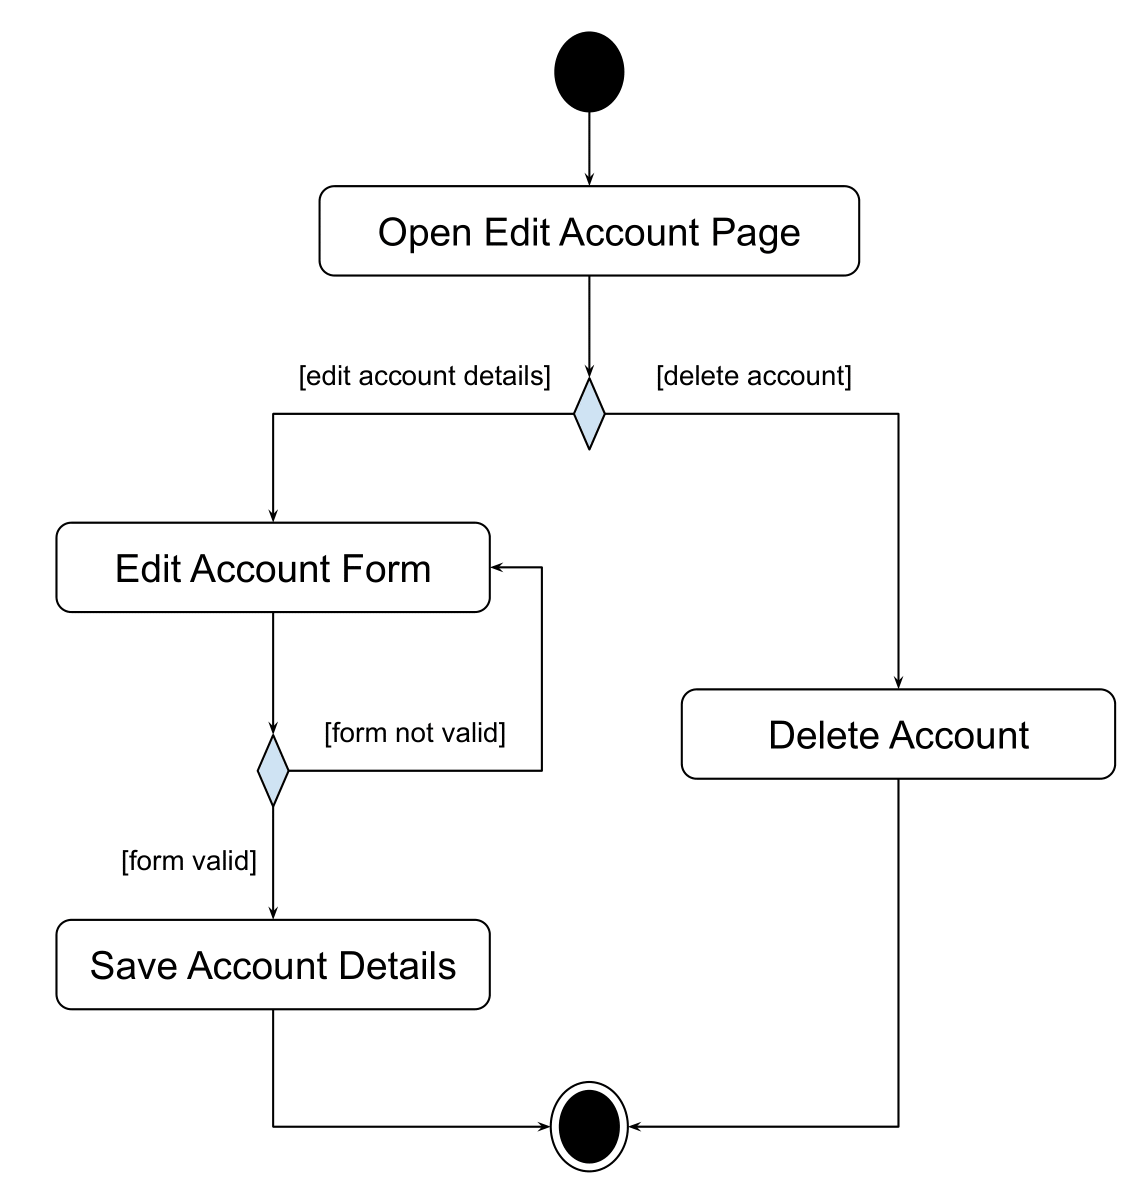 Open Edit Account Page
[edit account details]
[delete account]
Edit Account Form
[form not valid]
Delete Account
[form valid]
Save Account Details